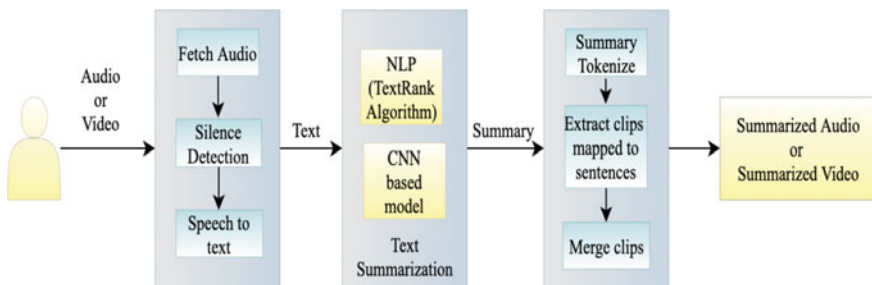 Audio
or
Video
Fetch Audio
Silence
Detection
Speech to
text
Text
NLP
(TextRank
Algorithm)
CNN
based
model
Text
Summarization
Summary
Summary
Tokenize
Extract clips
mapped to
sentences
Merge clips
Summarized Audio
or
Summarized Video